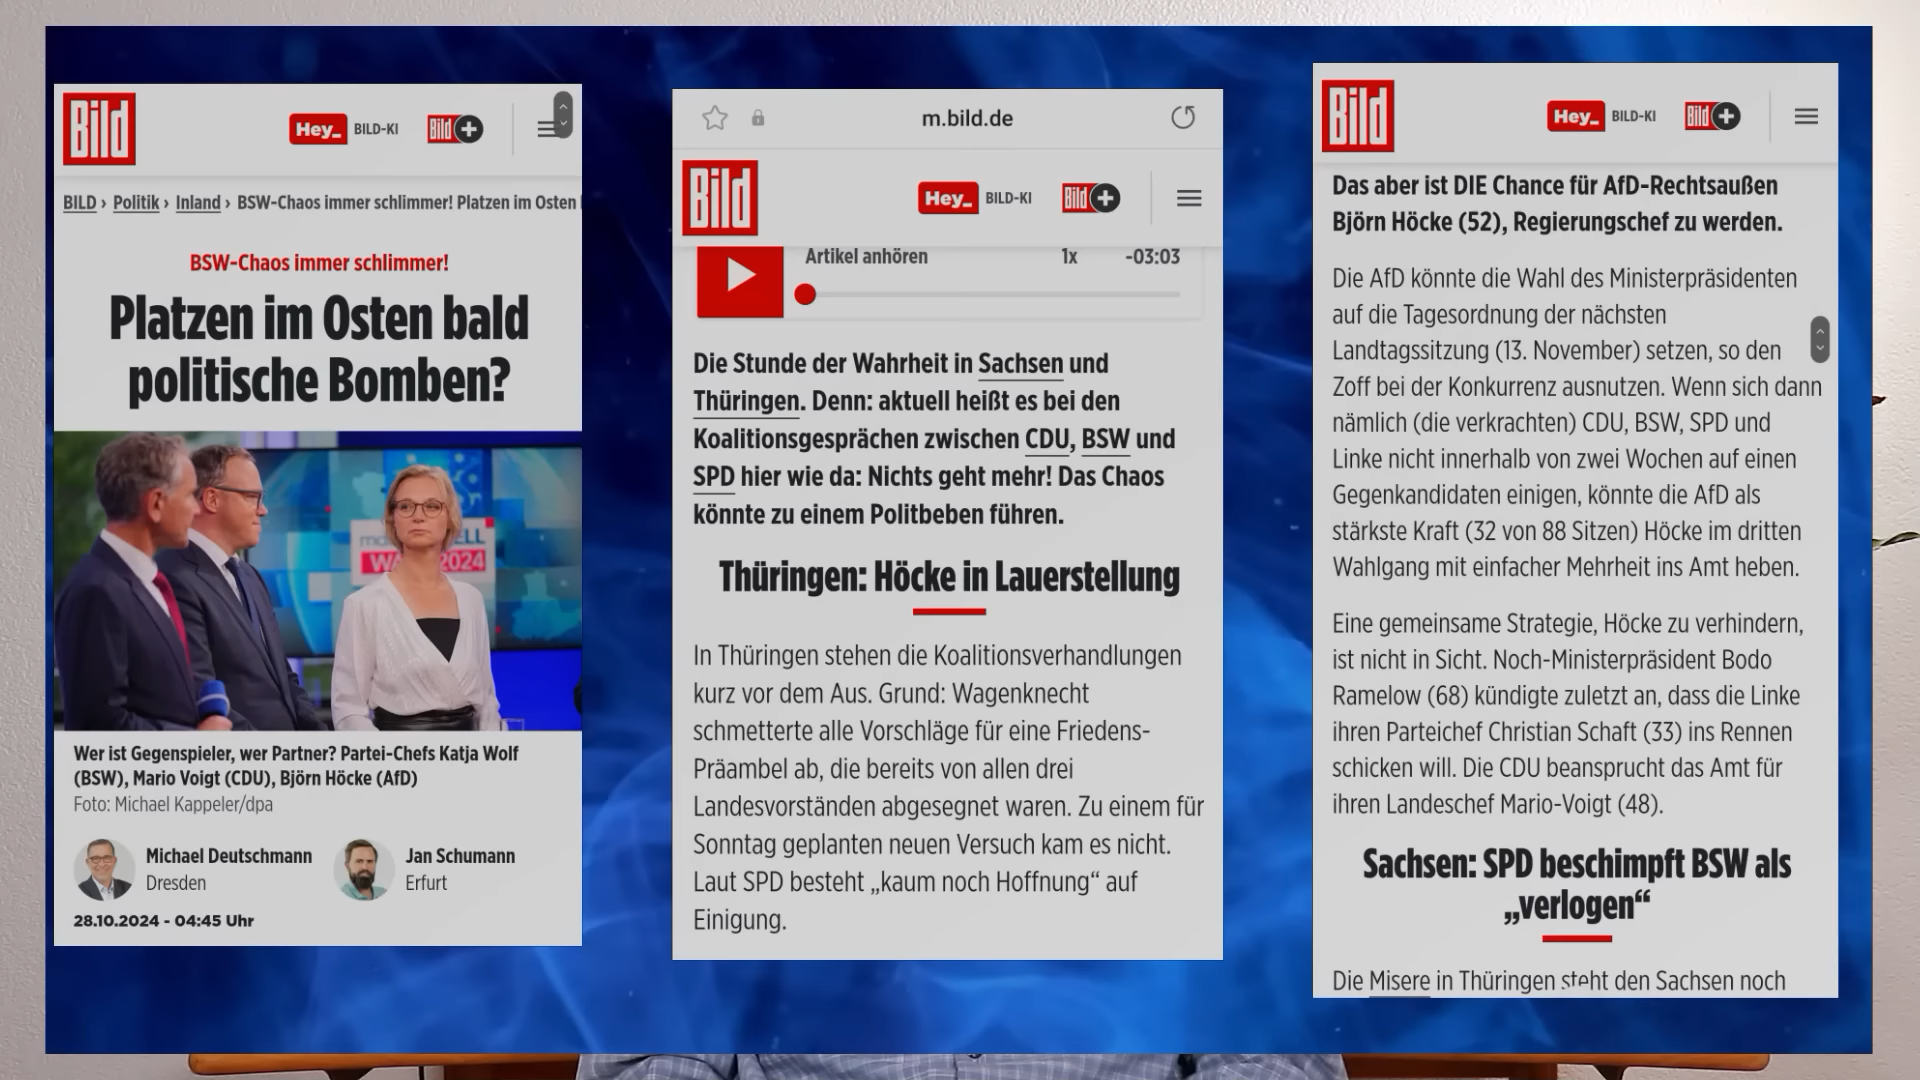 Bild
Hey_ BILD-KI Bild+
BILD › Politik › Inland › BSW-Chaos immer schlimmer! Platzen im Osten
BSW-Chaos immer schlimmer!
Platzen im Osten bald
politische Bomben?
2024
Wer ist Gegenspieler, wer Partner? Partei-Chefs Katja Wolf
(BSW), Mario Voigt (CDU), Björn Höcke (AfD)
Foto: Michael Kappeler/dpa
Michael Deutschmann
Dresden
Jan Schumann
Erfurt
28.10.2024 - 04:45 Uhr
m.bild.de
Bild
Hey_ BILD-KI Bild+
Artikel anhören 1x -03:03
Die Stunde der Wahrheit in Sachsen und
Thüringen. Denn: aktuell heißt es bei den
Koalitionsgesprächen zwischen CDU, BSW und
SPD hier wie da: Nichts geht mehr! Das Chaos
könnte zu einem Politbeben führen.
Thüringen: Höcke in Lauerstellung
In Thüringen stehen die Koalitionsverhandlungen
kurz vor dem Aus. Grund: Wagenknecht
schmetterte alle Vorschläge für eine Friedens-
Präambel ab, die bereits von allen drei
Landesvorständen abgesegnet waren. Zu einem für
Sonntag geplanten neuen Versuch kam es nicht.
Laut SPD besteht „kaum noch Hoffnung“ auf
Einigung.
Bild
Hey_ BILD-KI Bild+
Das aber ist DIE Chance für AfD-Rechtsaußen
Björn Höcke (52), Regierungschef zu werden.
Die AfD könnte die Wahl des Ministerpräsidenten
auf die Tagesordnung der nächsten
Landtagssitzung (13. November) setzen, so den
Zoff bei der Konkurrenz ausnutzen. Wenn sich dann
nämlich (die verkrachten) CDU, BSW, SPD und
Linke nicht innerhalb von zwei Wochen auf einen
Gegenkandidaten einigen, könnte die AfD als
stärkste Kraft (32 von 88 Sitzen) Höcke im dritten
Wahlgang mit einfacher Mehrheit ins Amt heben.
Eine gemeinsame Strategie, Höcke zu verhindern,
ist nicht in Sicht. Noch-Ministerpräsident Bodo
Ramelow (68) kündigte zuletzt an, dass die Linke
ihren Parteichef Christian Schaft (33) ins Rennen
schicken will. Die CDU beansprucht das Amt für
ihren Landeschef Mario-Voigt (48).
Sachsen: SPD beschimpft BSW als
„verlogen“
Die Misere in Thüringen steht den Sachsen noch